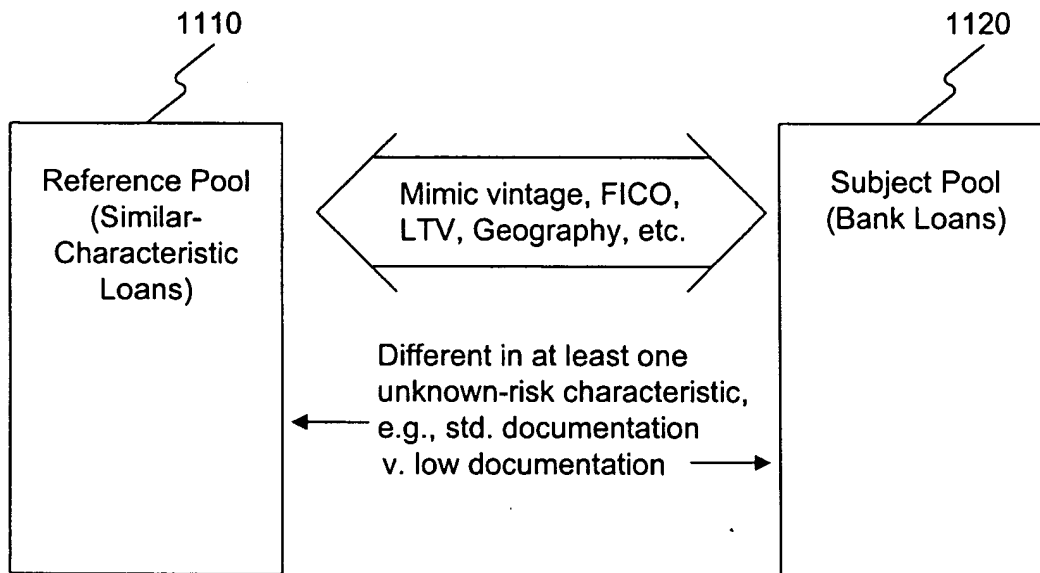 1110
1120
Reference Pool
(Similar-
Characteristic
Loans)
Mimic vintage, FICO,
LTV, Geography, etc.
Subject Pool
(Bank Loans)
Different in at least one
unknown-risk characteristic,
e.g., std. documentation
v. low documentation